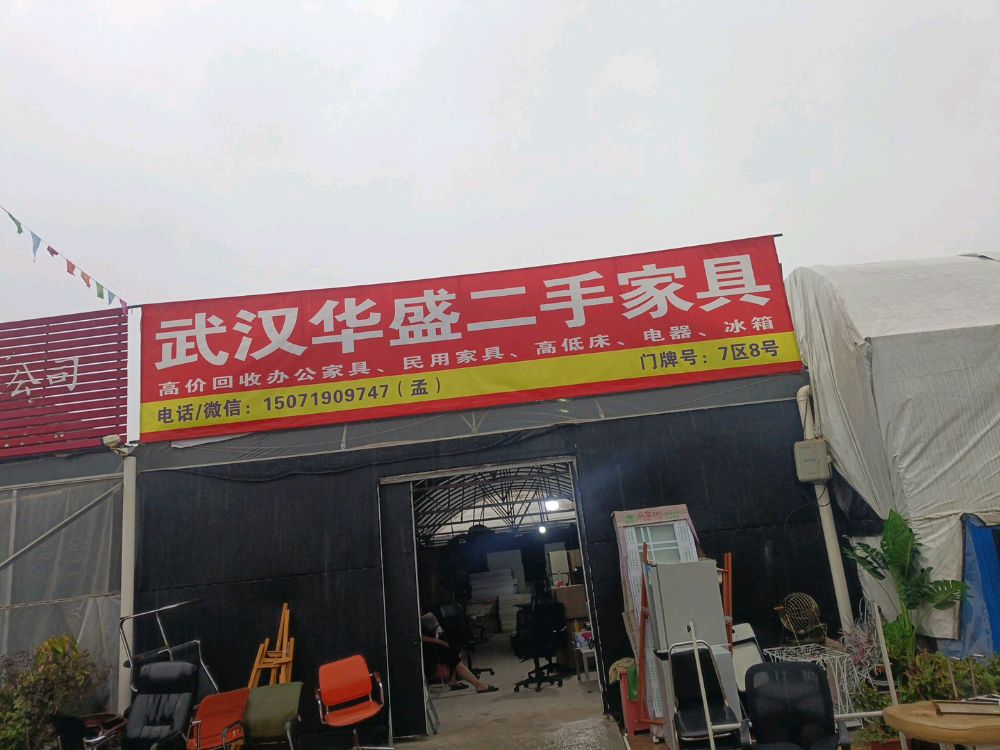 武汉华盛二手家具
高价回收办公家具、民用家具、高低床、电器、冰箱
电话/微信：15071909747（孟） 门牌号：7区8号
公司